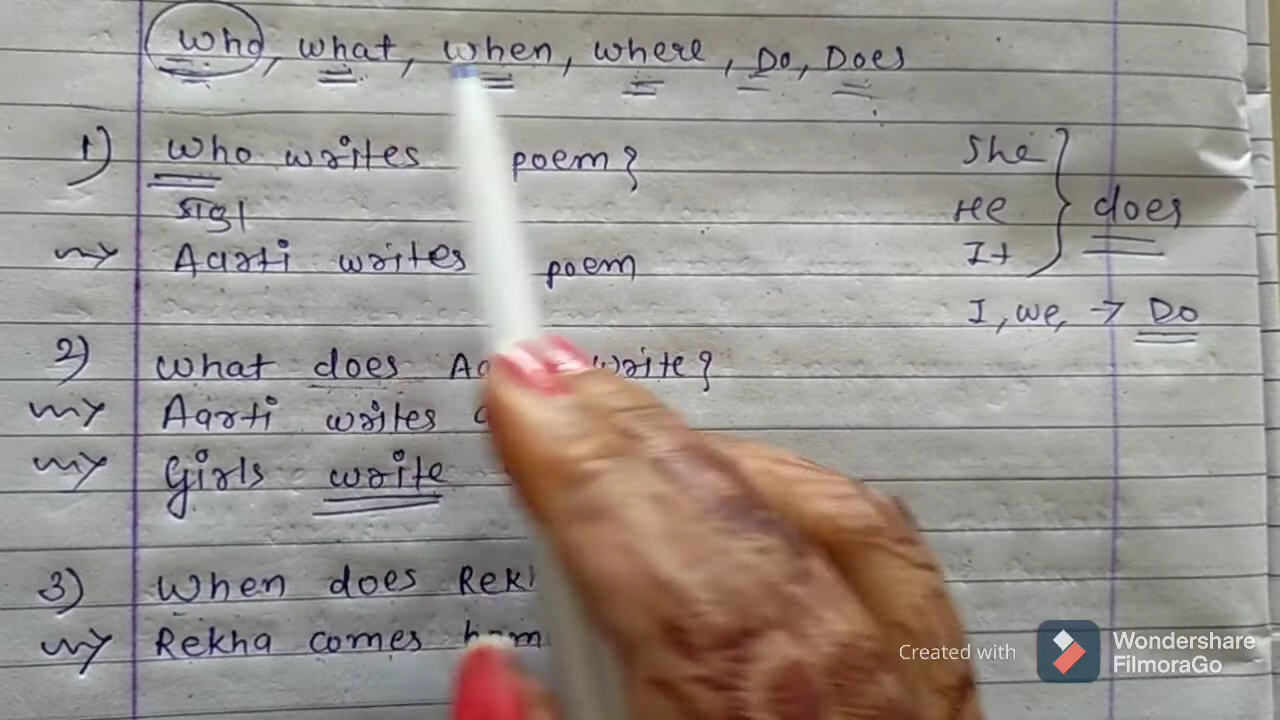 who, what, when, where, Do, Does
1) who writes poem?
Aarti writes poem
She
He
It
does
I, we, → Do
2) what does write?
Aarti writes
Girls write
3) when does
Rekha comes
Created with
Wondershare
FilmoraGo